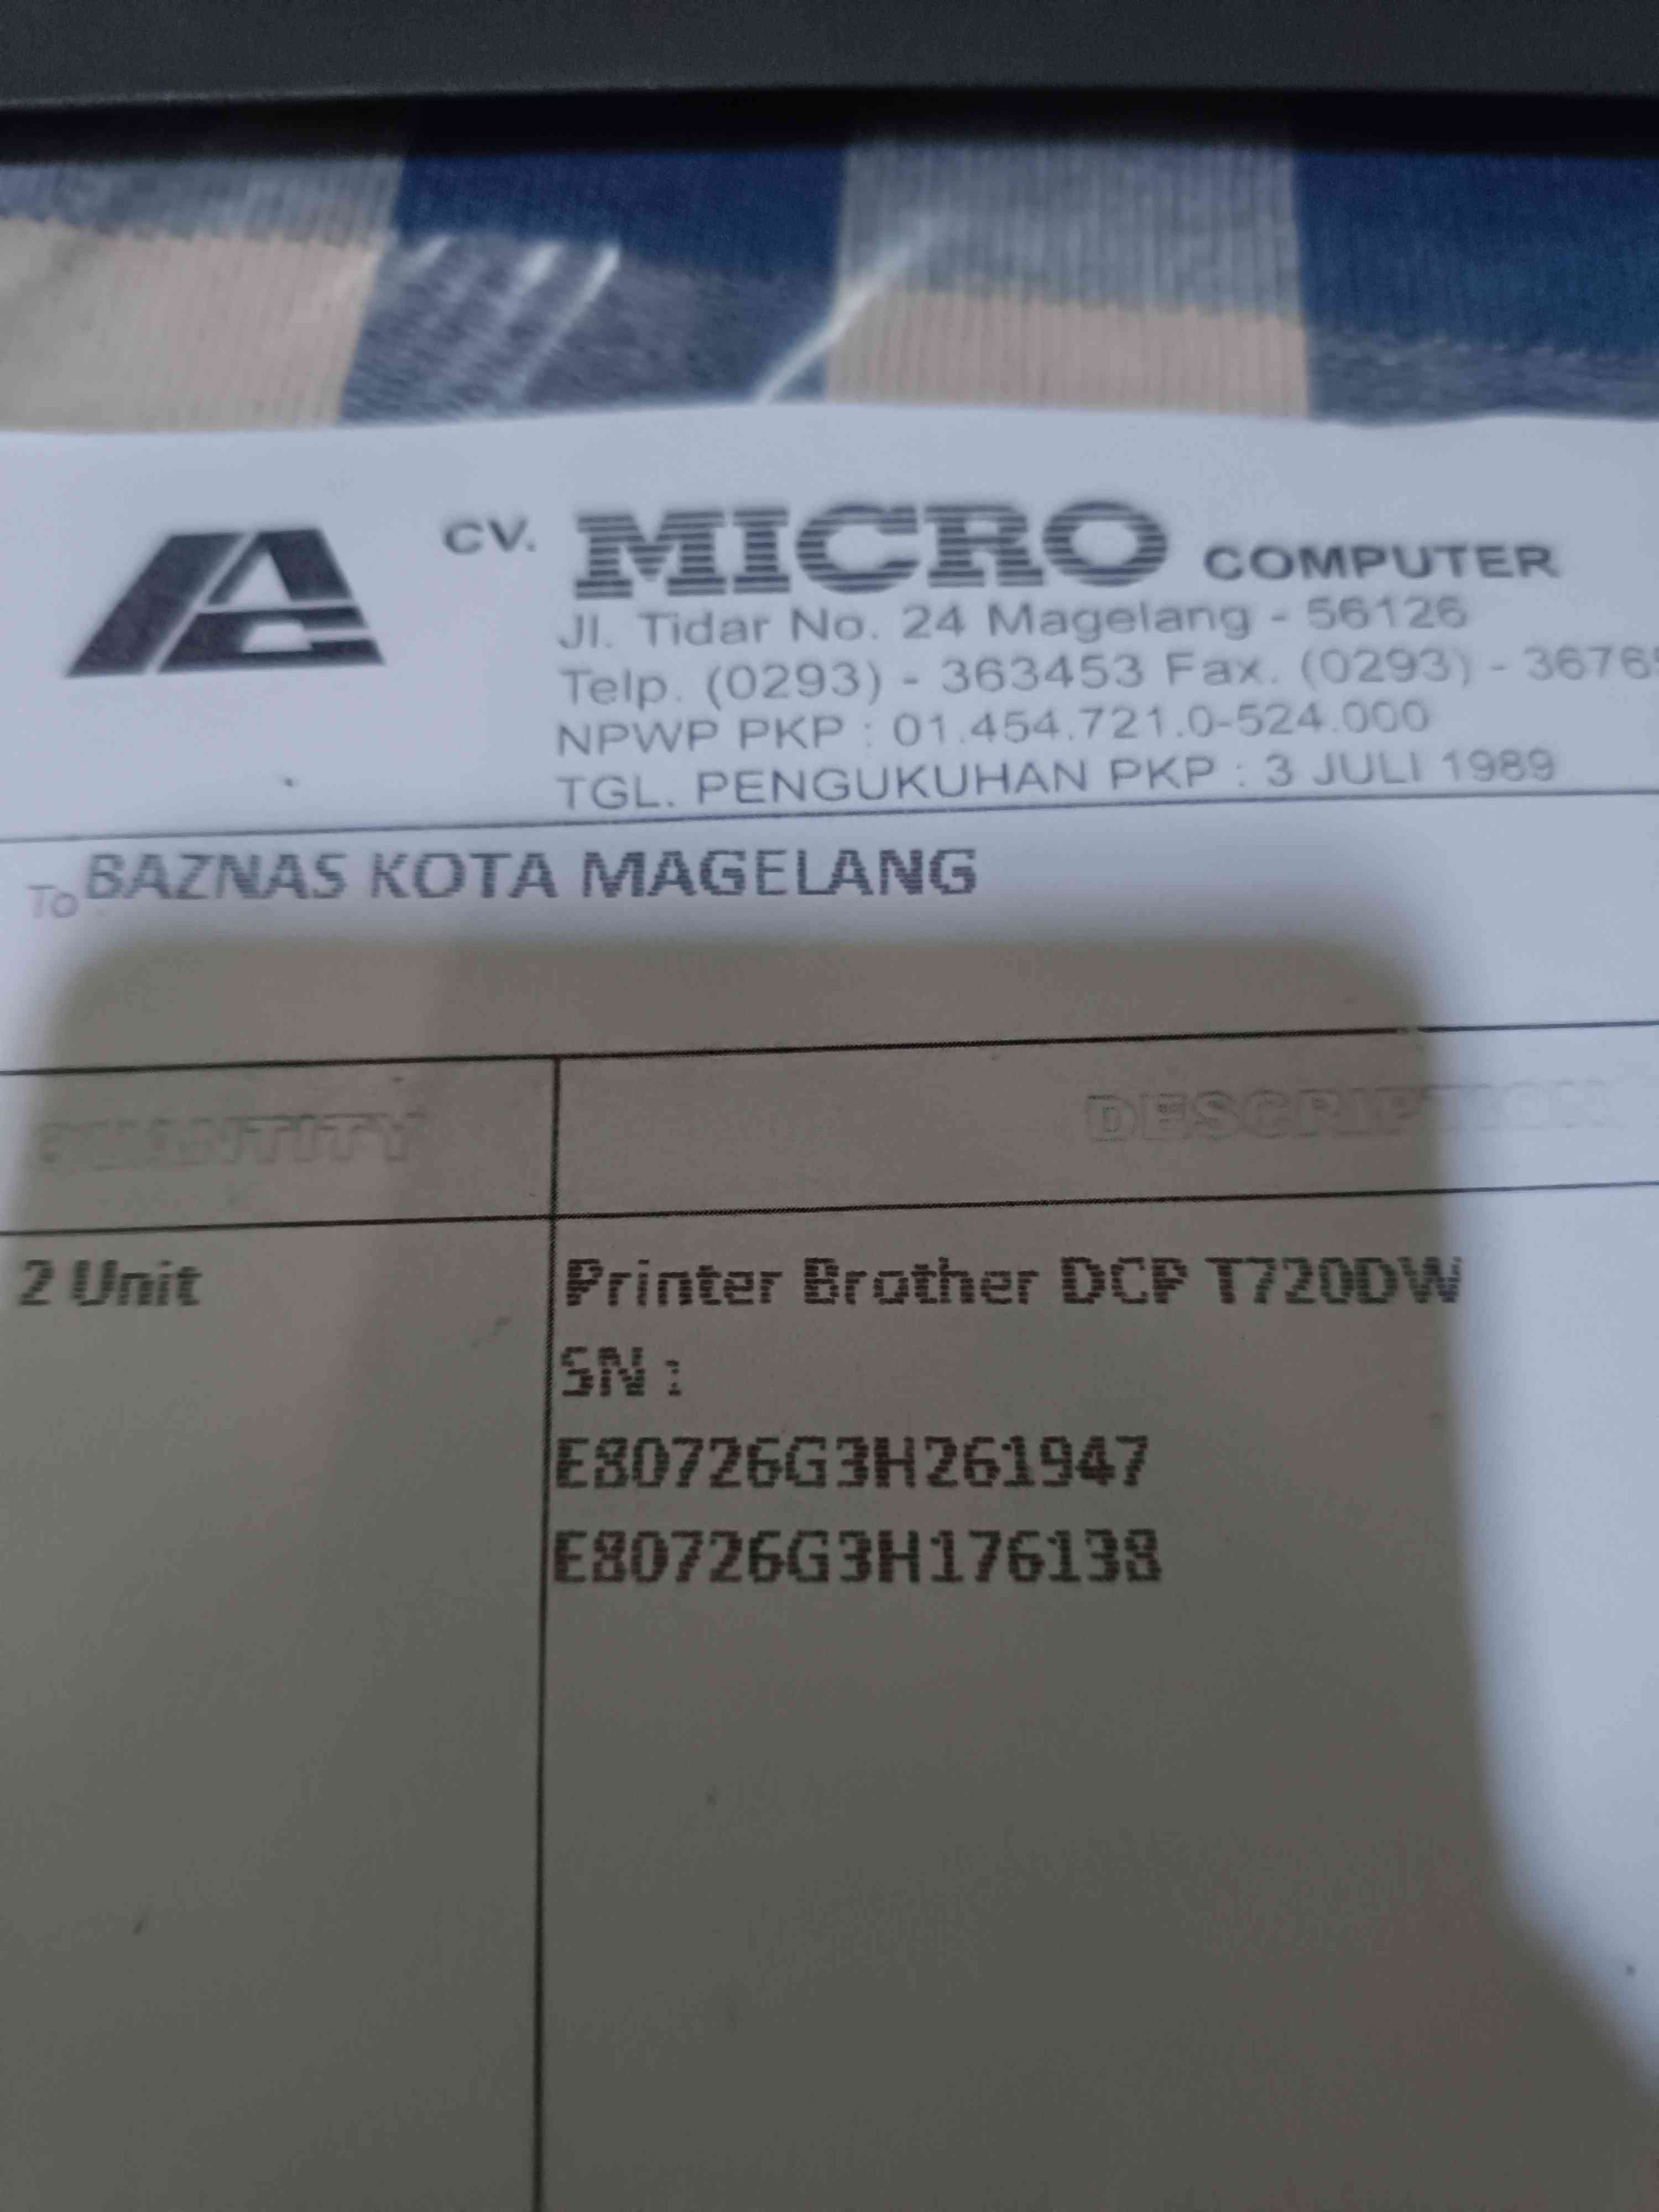 CV. MICRO COMPUTER
Jl. Tidar No. 24 Magelang - 56126
Telp. (0293) - 363453 Fax. (0293) - 3676
NPWP PKP : 01.454.721.0-524.000
TGL. PENGUKUHAN PKP : 3 JULI 1989
To BAZNAS KOTA MAGELANG
QUANTITY DESCRIPTION
2 Unit Printer Brother DCP T720DW
SN :
E80726G3H261947
E80726G3H176138